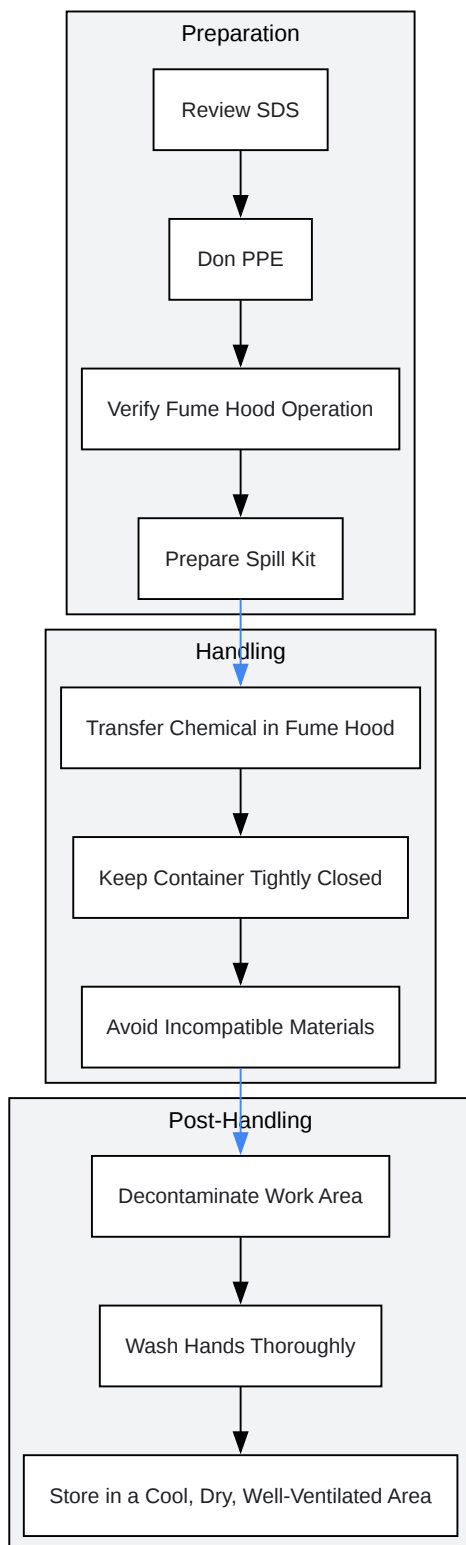 Preparation
Review SDS
Don PPE
Verify Fume Hood Operation
Prepare Spill Kit
Handling
Transfer Chemical in Fume Hood
Keep Container Tightly Closed
Avoid Incompatible Materials
Post-Handling
Decontaminate Work Area
Wash Hands Thoroughly
Store in a Cool, Dry, Well-Ventilated Area